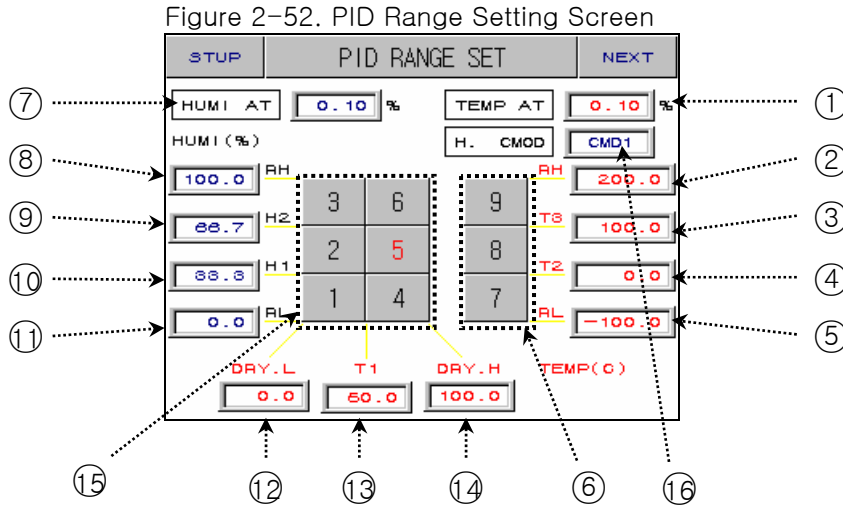 Figure 2-52. PID Range Setting Screen
STUP PID RANGE SET NEXT
⑦ HUMI AT 0.10 % TEMP AT 0.10 % ①
HUMI(%) H. CMOD CMD1
⑧ 100.0 RH 3 6 9 RH 200.0 ②
⑨ 66.7 H2 2 5 8 T3 100.0 ③
⑩ 33.3 H1 1 4 7 T2 0.0 ④
⑪ 0.0 RL RL -100.0 ⑤
DRY.L T1 DRY.H TEMP(C)
0.0 50.0 100.0
⑮ ⑫ ⑬ ⑭ ⑥ ⑯